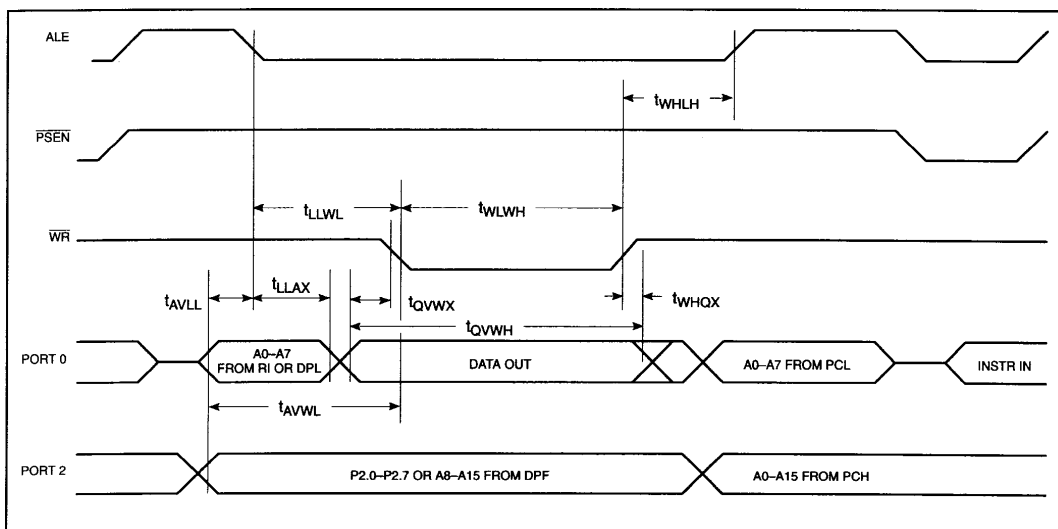 ALE
tWHLH
PSEN
tLLWL
tWLWH
WR
tAVLL
tLLAX
tQVWX
tWHQX
tQVWH
PORT 0
A0–A7
FROM RI OR DPL
DATA OUT
A0–A7 FROM PCL
INSTR IN
tAVWL
PORT 2
P2.0–P2.7 OR A8–A15 FROM DPF
A0–A15 FROM PCH